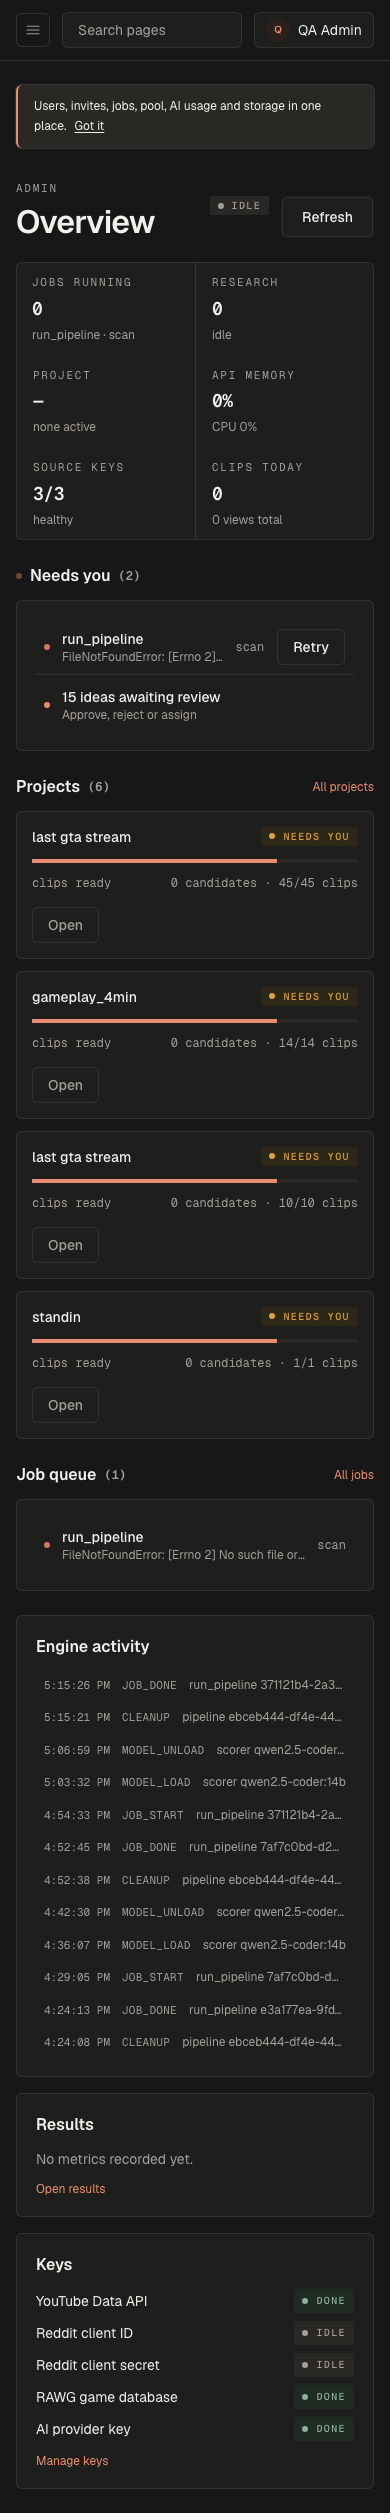 Search pages
Q
QA Admin
Users, invites, jobs, pool, AI usage and storage in one
place. Got it
ADMIN
Overview
IDLE
Refresh
JOBS RUNNING
0
run_pipeline · scan
RESEARCH
0
idle
PROJECT
—
none active
API MEMORY
0%
CPU 0%
SOURCE KEYS
3/3
healthy
CLIPS TODAY
0
0 views total
Needs you (2)
run_pipeline
FileNotFoundError: [Errno 2]...
scan
Retry
15 ideas awaiting review
Approve, reject or assign
Projects (6)
All projects
last gta stream
NEEDS YOU
clips ready
0 candidates · 45/45 clips
Open
gameplay_4min
NEEDS YOU
clips ready
0 candidates · 14/14 clips
Open
last gta stream
NEEDS YOU
clips ready
0 candidates · 10/10 clips
Open
standin
NEEDS YOU
clips ready
0 candidates · 1/1 clips
Open
Job queue (1)
All jobs
run_pipeline
FileNotFoundError: [Errno 2] No such file or...
scan
Engine activity
5:15:26 PM JOB_DONE run_pipeline 371121b4-2a3...
5:15:21 PM CLEANUP pipeline ebceb444-df4e-44...
5:06:59 PM MODEL_UNLOAD scorer qwen2.5-coder...
5:03:32 PM MODEL_LOAD scorer qwen2.5-coder:14b
4:54:33 PM JOB_START run_pipeline 371121b4-2a...
4:52:45 PM JOB_DONE run_pipeline 7af7c0bd-d2...
4:52:38 PM CLEANUP pipeline ebceb444-df4e-44...
4:42:30 PM MODEL_UNLOAD scorer qwen2.5-coder...
4:36:07 PM MODEL_LOAD scorer qwen2.5-coder:14b
4:29:05 PM JOB_START run_pipeline 7af7c0bd-d...
4:24:13 PM JOB_DONE run_pipeline e3a177ea-9fd...
4:24:08 PM CLEANUP pipeline ebceb444-df4e-44...
Results
No metrics recorded yet.
Open results
Keys
YouTube Data API
DONE
Reddit client ID
IDLE
Reddit client secret
IDLE
RAWG game database
DONE
AI provider key
DONE
Manage keys